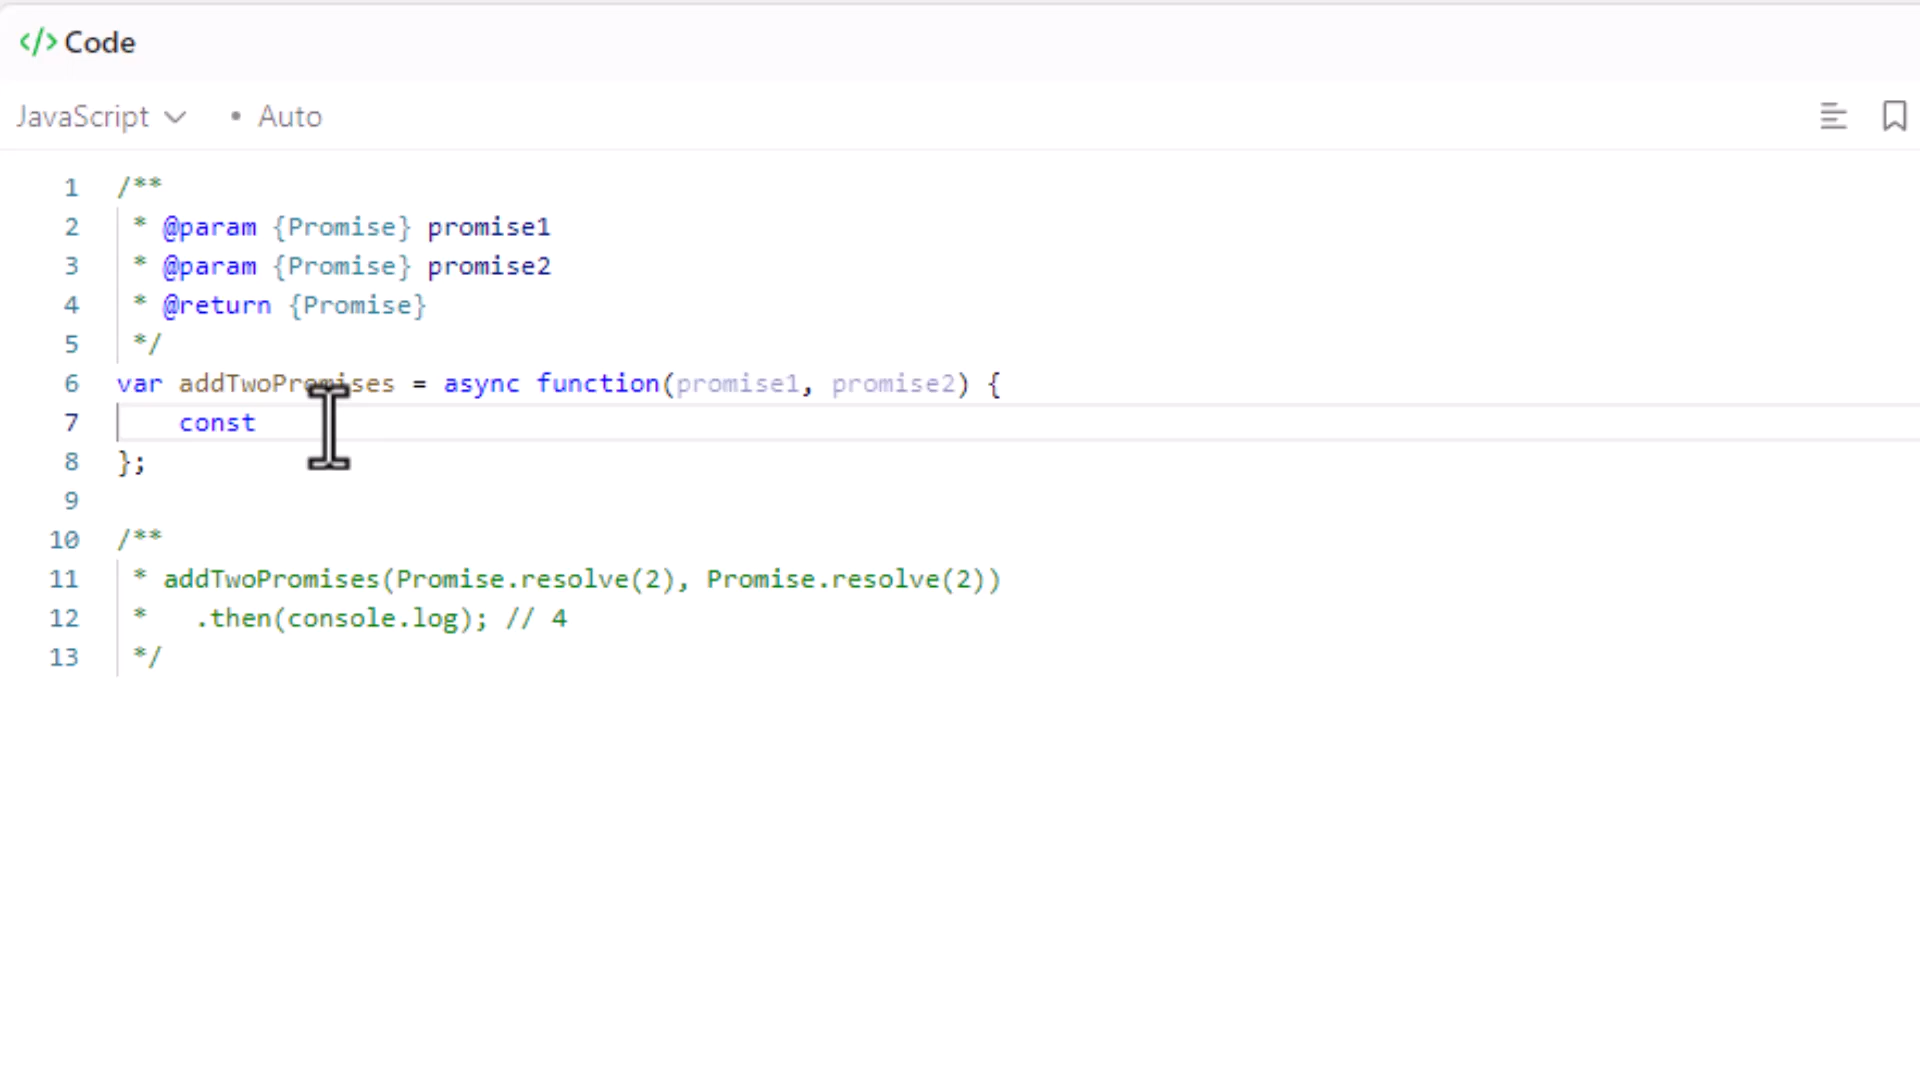 </> Code
JavaScript • Auto
1 /**
2 * @param {Promise} promise1
3 * @param {Promise} promise2
4 * @return {Promise}
5 */
6 var addTwoPromises = async function(promise1, promise2) {
7 const
8 };
9
10 /**
11 * addTwoPromises(Promise.resolve(2), Promise.resolve(2))
12 *   .then(console.log); // 4
13 */